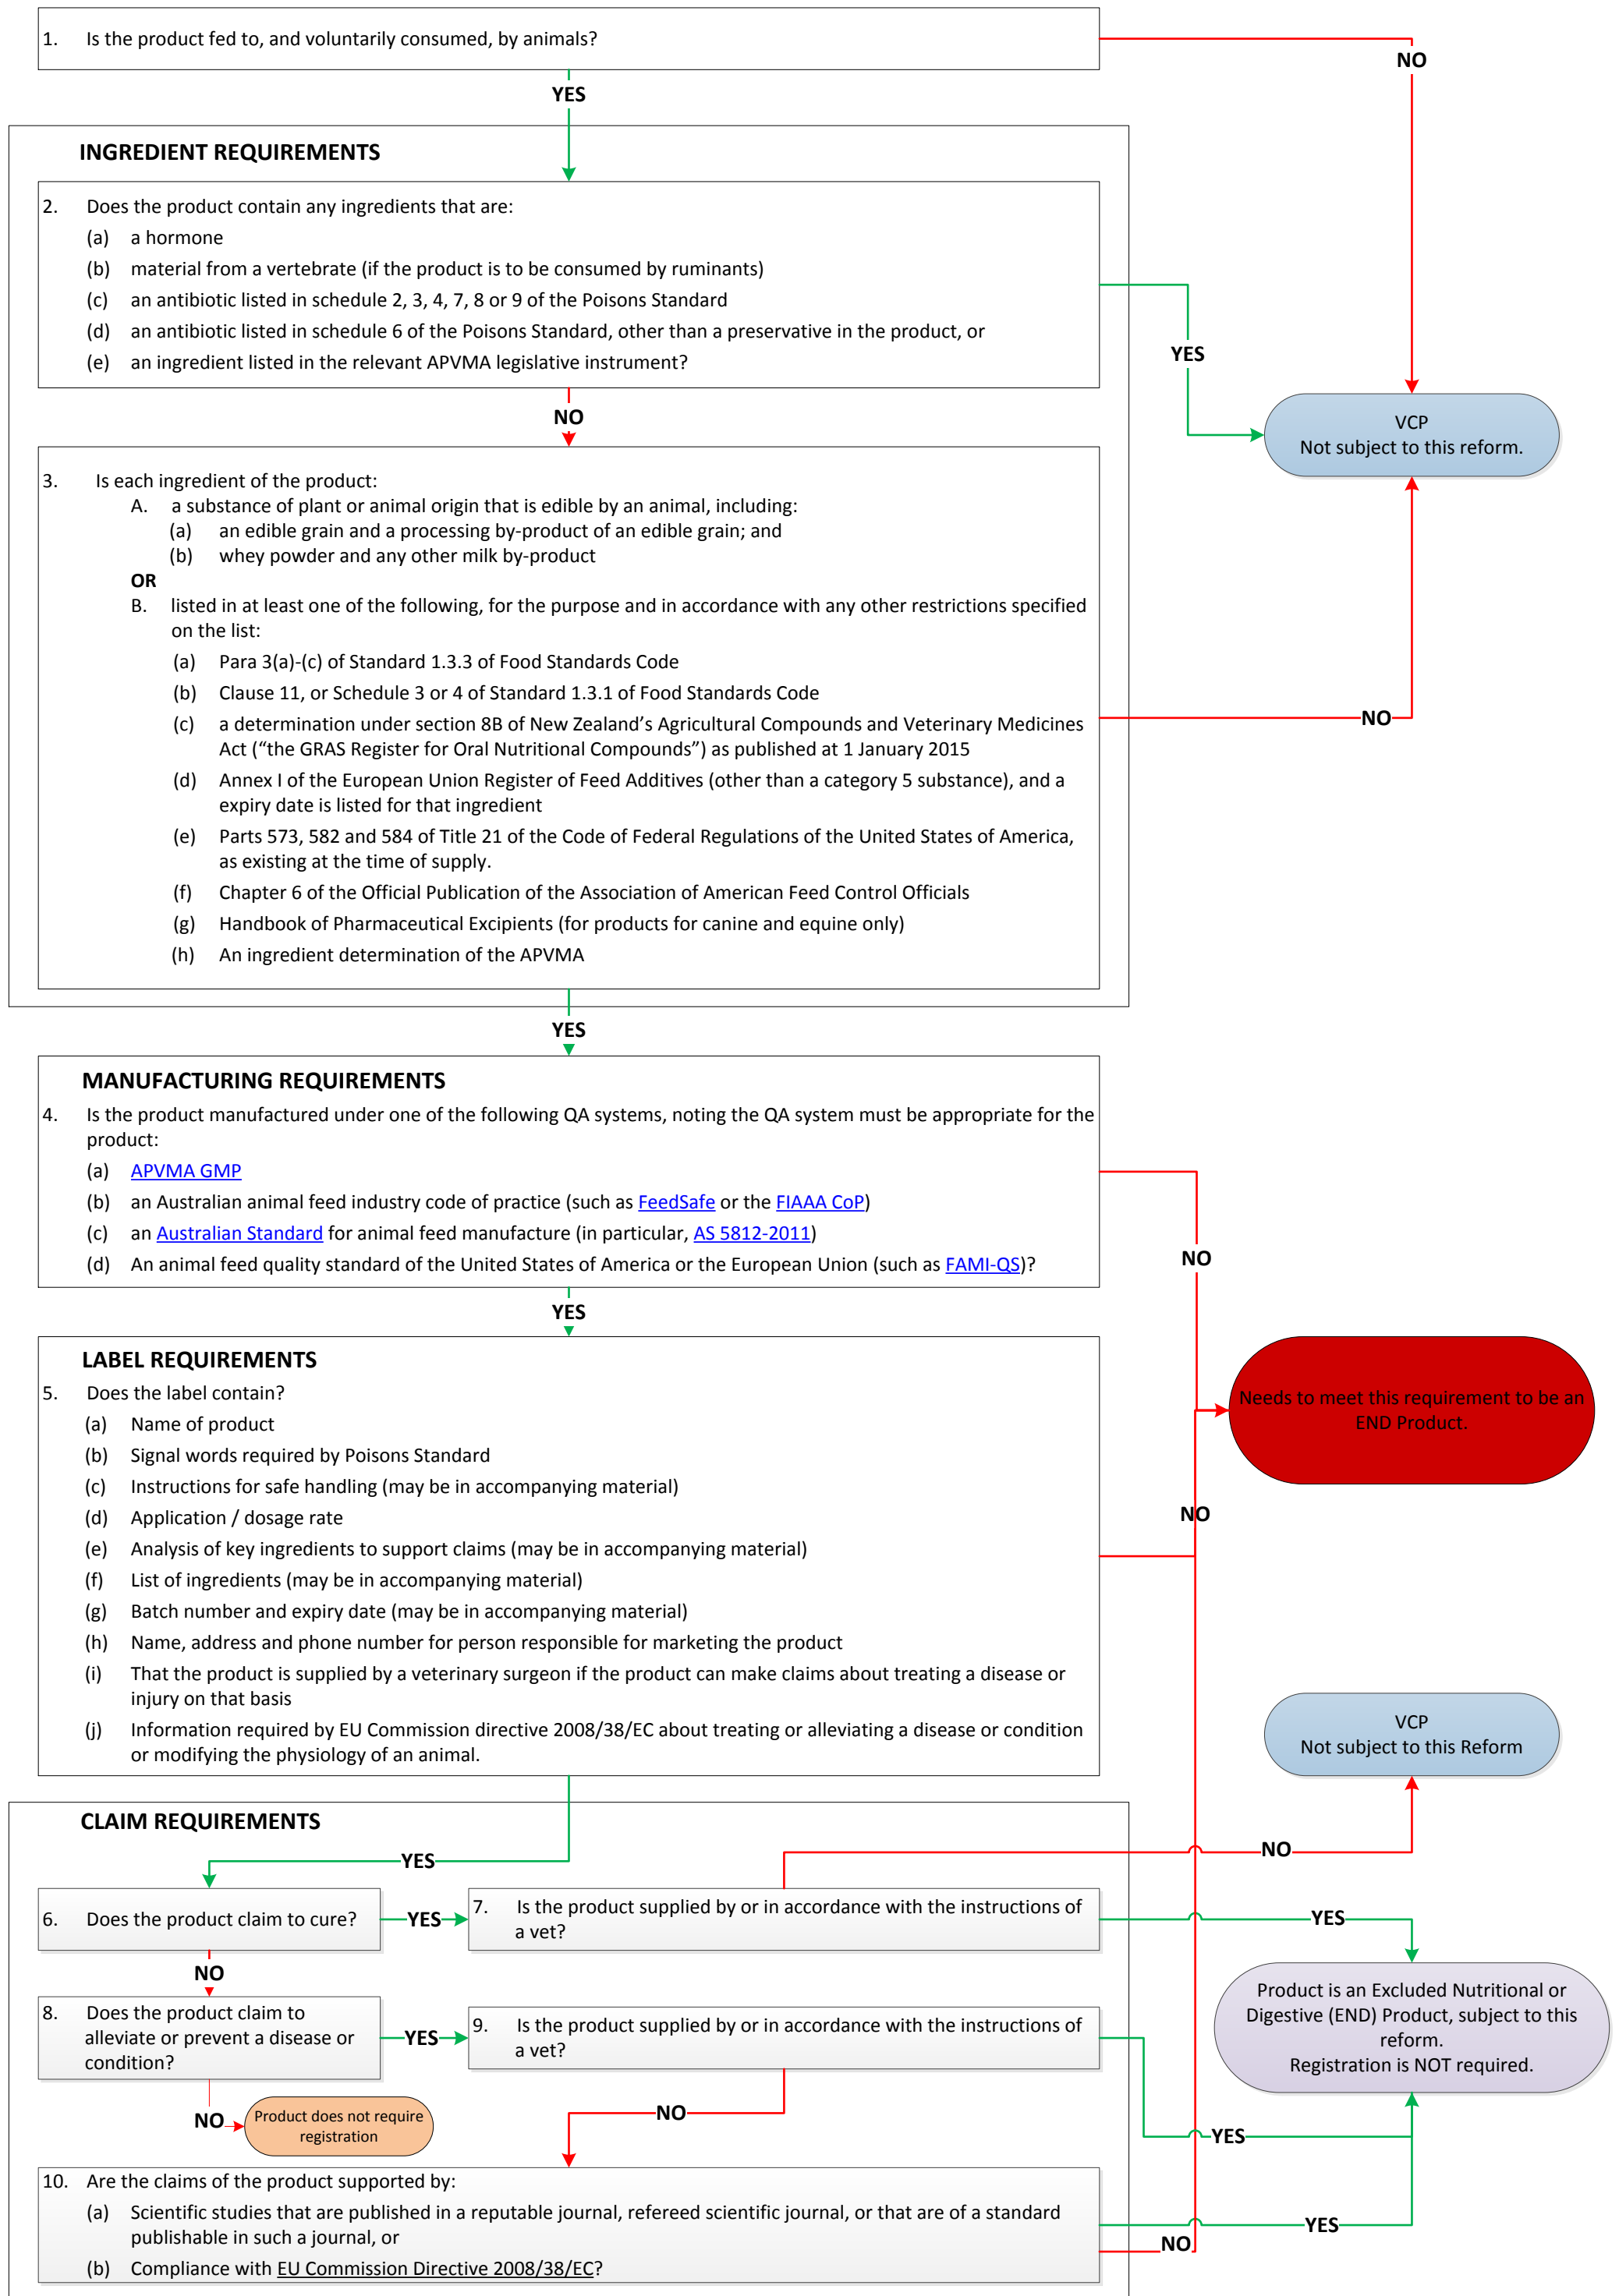 1. Is the product fed to, and voluntarily consumed, by animals?
NO
YES
INGREDIENT REQUIREMENTS
2. Does the product contain any ingredients that are:
(a) a hormone
(b) material from a vertebrate (if the product is to be consumed by ruminants)
(c) an antibiotic listed in schedule 2, 3, 4, 7, 8 or 9 of the Poisons Standard
(d) an antibiotic listed in schedule 6 of the Poisons Standard, other than a preservative in the product, or
(e) an ingredient listed in the relevant APVMA legislative instrument?
YES
NO
VCP
Not subject to this reform.
3. Is each ingredient of the product:
A. a substance of plant or animal origin that is edible by an animal, including:
(a) an edible grain and a processing by-product of an edible grain; and
(b) whey powder and any other milk by-product
OR
B. listed in at least one of the following, for the purpose and in accordance with any other restrictions specified
on the list:
(a) Para 3(a)-(c) of Standard 1.3.3 of Food Standards Code
(b) Clause 11, or Schedule 3 or 4 of Standard 1.3.1 of Food Standards Code
(c) a determination under section 8B of New Zealand's Agricultural Compounds and Veterinary Medicines
Act ("the GRAS Register for Oral Nutritional Compounds") as published at 1 January 2015
(d) Annex I of the European Union Register of Feed Additives (other than a category 5 substance), and a
expiry date is listed for that ingredient
(e) Parts 573, 582 and 584 of Title 21 of the Code of Federal Regulations of the United States of America,
as existing at the time of supply.
(f) Chapter 6 of the Official Publication of the Association of American Feed Control Officials
(g) Handbook of Pharmaceutical Excipients (for products for canine and equine only)
(h) An ingredient determination of the APVMA
NO
YES
MANUFACTURING REQUIREMENTS
4. Is the product manufactured under one of the following QA systems, noting the QA system must be appropriate for the
product:
(a) APVMA GMP
(b) an Australian animal feed industry code of practice (such as FeedSafe or the FIAAA CoP)
(c) an Australian Standard for animal feed manufacture (in particular, AS 5812-2011)
(d) An animal feed quality standard of the United States of America or the European Union (such as FAMI-QS)?
NO
YES
LABEL REQUIREMENTS
5. Does the label contain?
(a) Name of product
(b) Signal words required by Poisons Standard
(c) Instructions for safe handling (may be in accompanying material)
(d) Application / dosage rate
(e) Analysis of key ingredients to support claims (may be in accompanying material)
(f) List of ingredients (may be in accompanying material)
(g) Batch number and expiry date (may be in accompanying material)
(h) Name, address and phone number for person responsible for marketing the product
(i) That the product is supplied by a veterinary surgeon if the product can make claims about treating a disease or
injury on that basis
(j) Information required by EU Commission directive 2008/38/EC about treating or alleviating a disease or condition
or modifying the physiology of an animal.
Needs to meet this requirement to be an
END Product.
NO
VCP
Not subject to this Reform
CLAIM REQUIREMENTS
YES
NO
6. Does the product claim to cure?
YES
7. Is the product supplied by or in accordance with the instructions of
a vet?
YES
NO
8. Does the product claim to
alleviate or prevent a disease or
condition?
YES
9. Is the product supplied by or in accordance with the instructions of
a vet?
Product is an Excluded Nutritional or
Digestive (END) Product, subject to this
reform.
Registration is NOT required.
NO
Product does not require
registration
NO
YES
10. Are the claims of the product supported by:
(a) Scientific studies that are published in a reputable journal, refereed scientific journal, or that are of a standard
publishable in such a journal, or
(b) Compliance with EU Commission Directive 2008/38/EC?
YES
NO